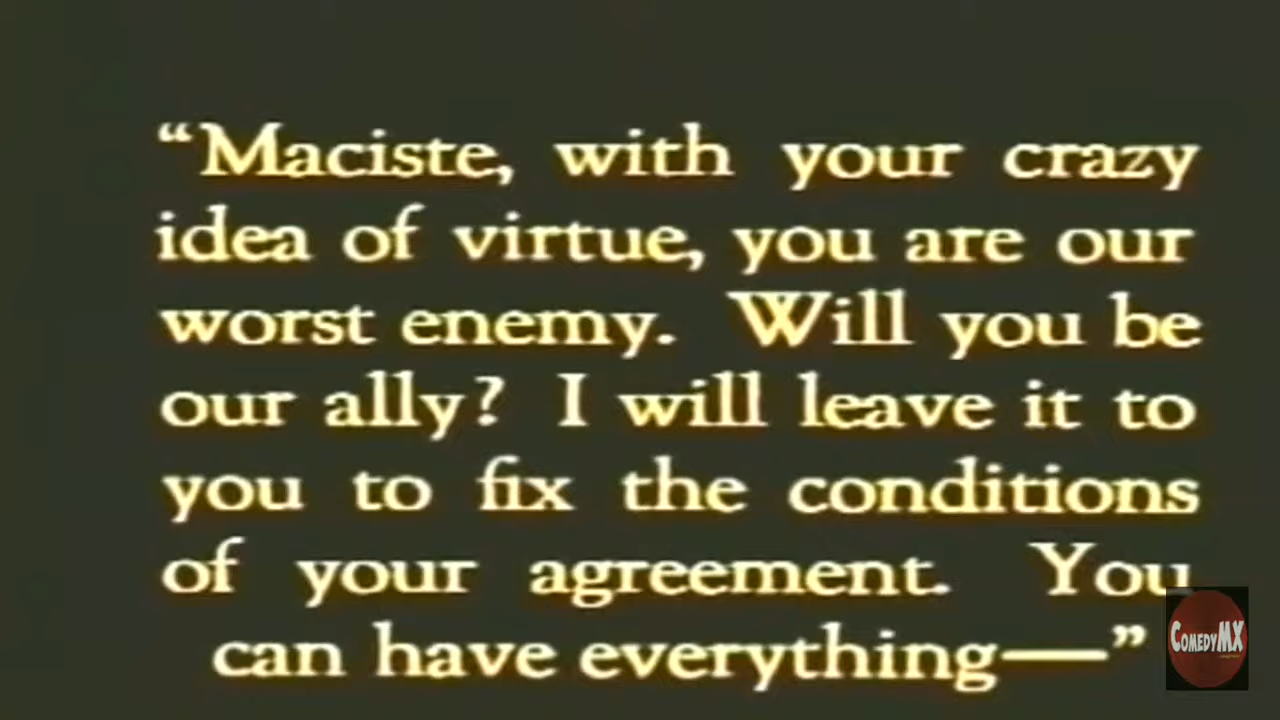 “Maciste, with your crazy
idea of virtue, you are our
worst enemy. Will you be
our ally? I will leave it to
you to fix the conditions
of your agreement. You
can have everything—”
COMEDYMX